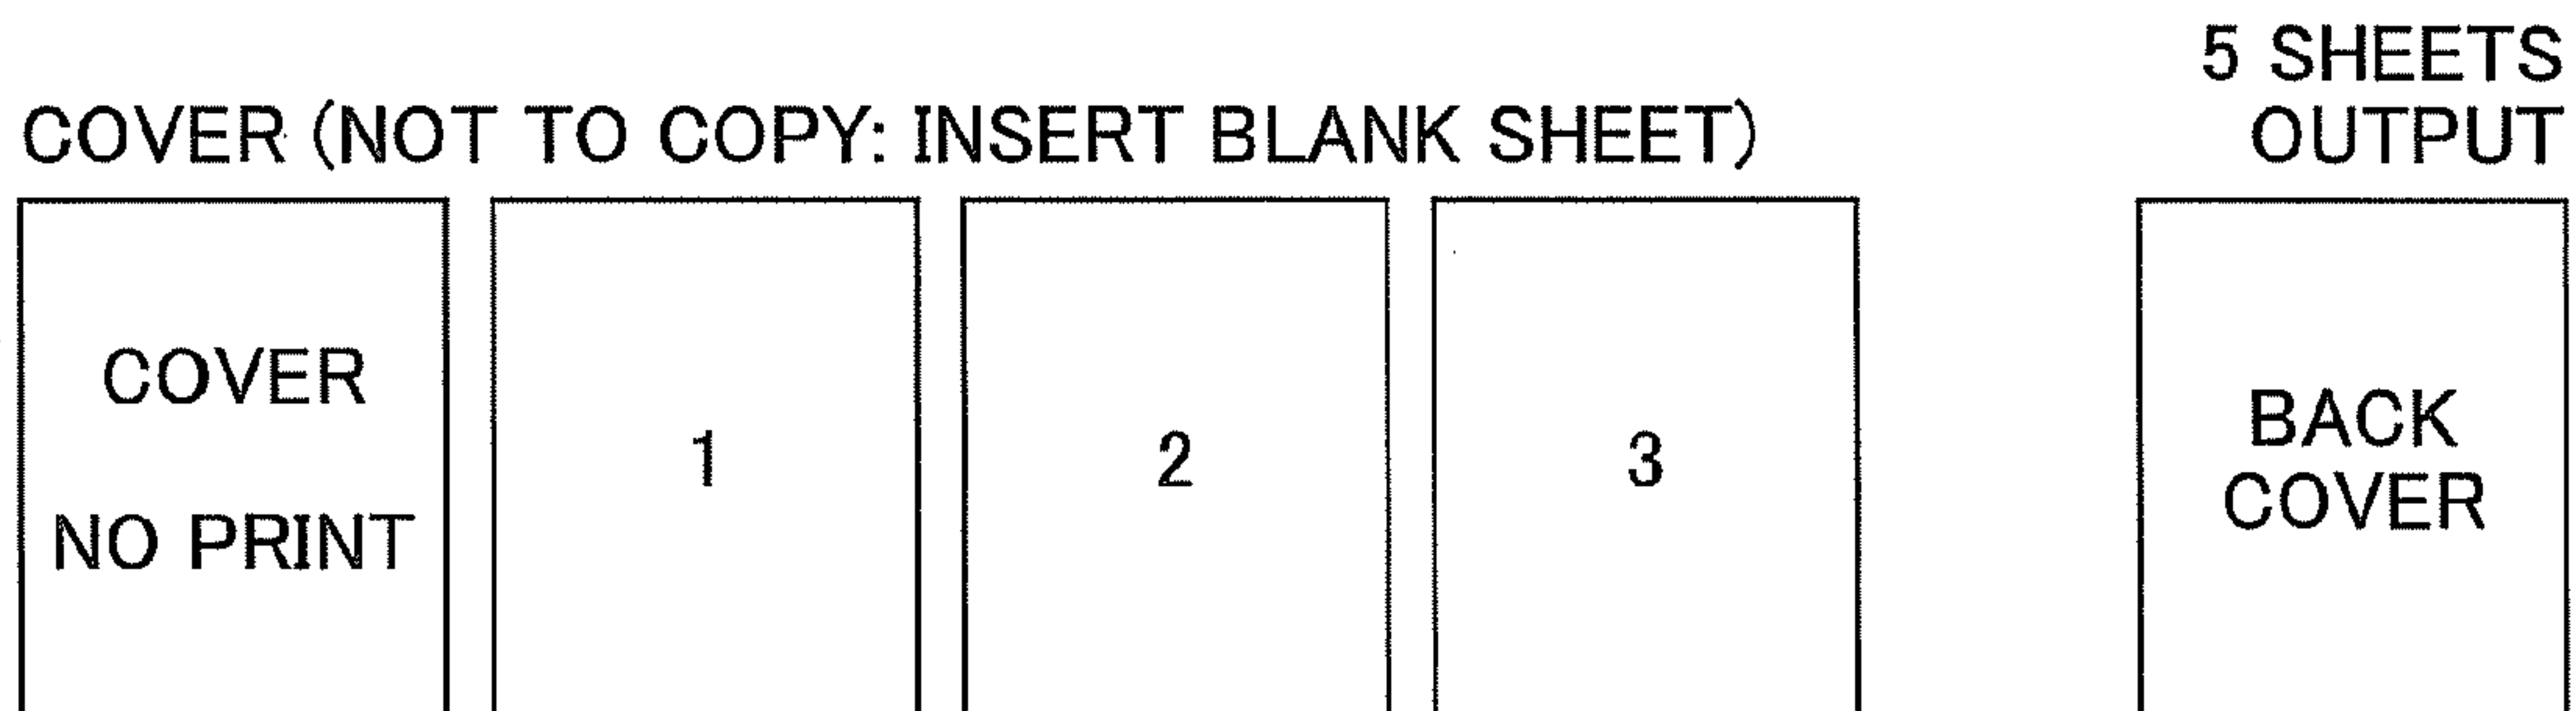 5 SHEETS
OUTPUT
COVER (NOT TO COPY: INSERT BLANK SHEET)
COVER
NO PRINT
1
2
3
BACK
COVER